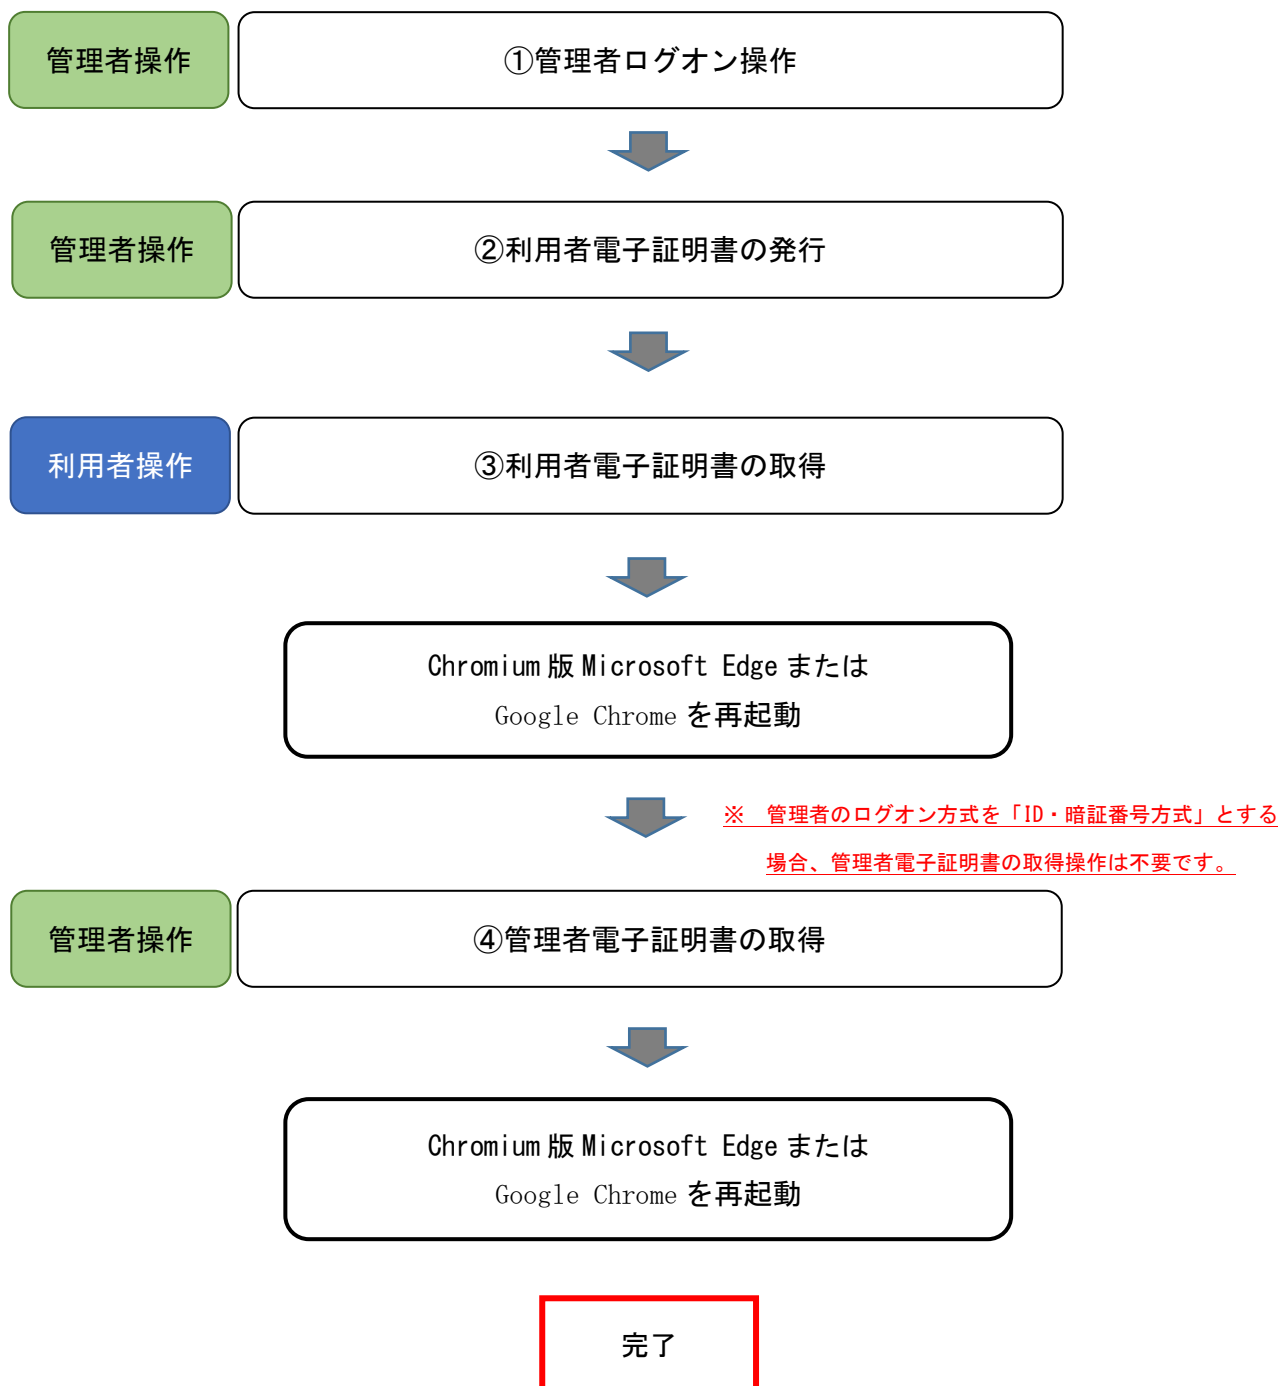 管理者操作
①管理者ログオン操作
管理者操作
②利用者電子証明書の発行
利用者操作
③利用者電子証明書の取得
Chromium 版 Microsoft Edge または
Google Chrome を再起動
※　管理者のログオン方式を「ID・暗証番号方式」とする
場合、管理者電子証明書の取得操作は不要です。
管理者操作
④管理者電子証明書の取得
Chromium 版 Microsoft Edge または
Google Chrome を再起動
完了